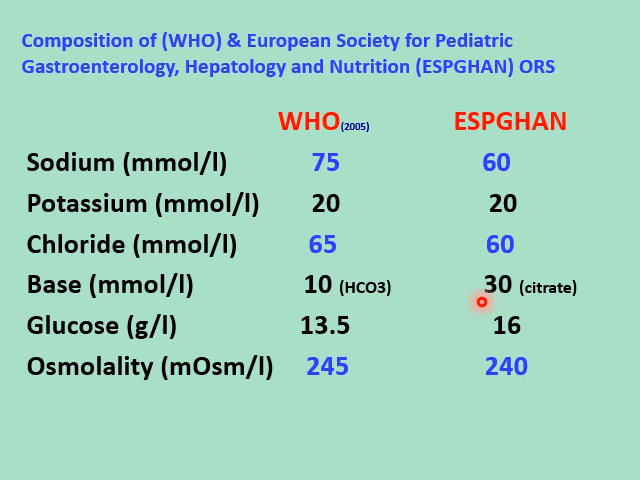 Composition of (WHO) & European Society for Pediatric
Gastroenterology, Hepatology and Nutrition (ESPGHAN) ORS
WHO(2005) ESPGHAN
Sodium (mmol/l) 75 60
Potassium (mmol/l) 20 20
Chloride (mmol/l) 65 60
Base (mmol/l) 10 (HCO3) 30 (citrate)
Glucose (g/l) 13.5 16
Osmolality (mOsm/l) 245 240